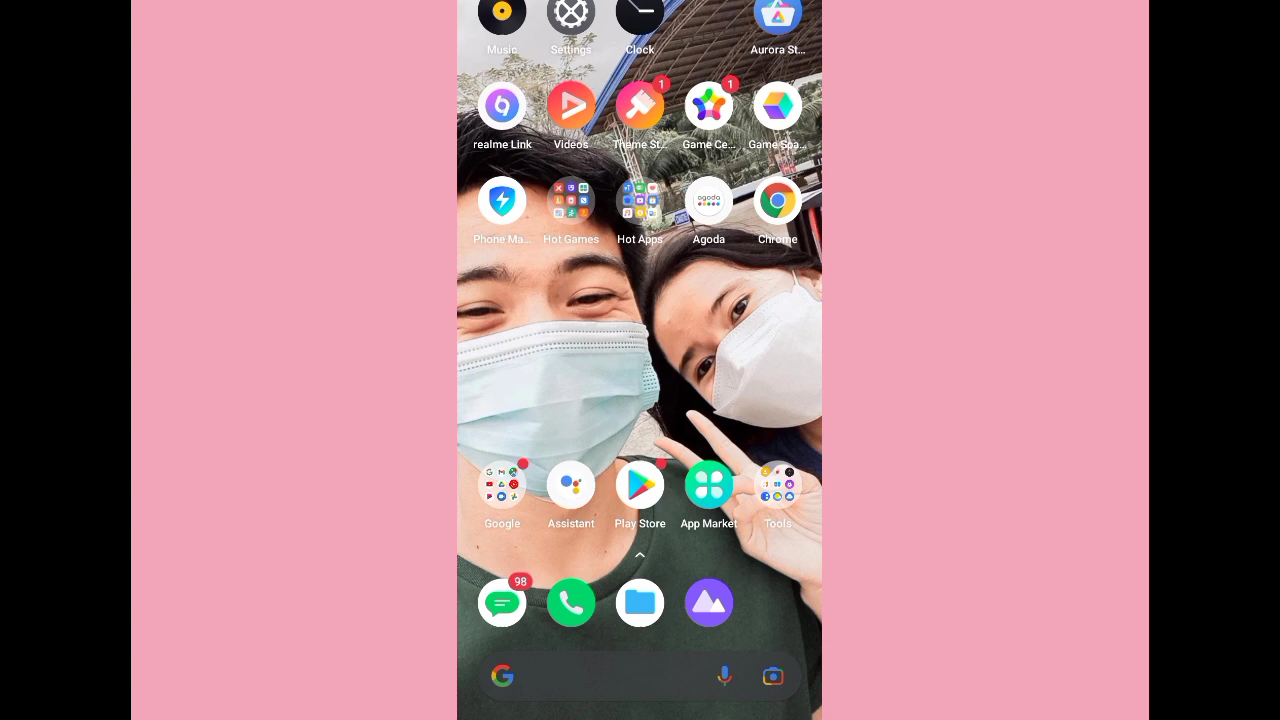 Music Settings Clock Aurora St...
1 1
realme Link Videos Theme St... Game Ce... Game Spa...
agoda
Phone Ma... Hot Games Hot Apps Agoda Chrome
Google Assistant Play Store App Market Tools
98